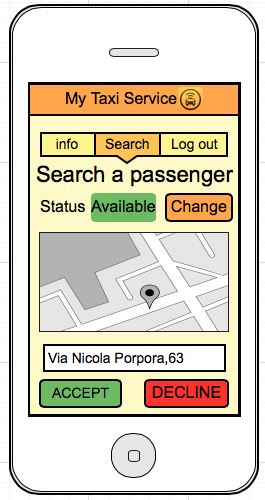 My Taxi Service
info Search Log out
Search a passenger
Status Available Change
Via Nicola Porpora,63
ACCEPT DECLINE